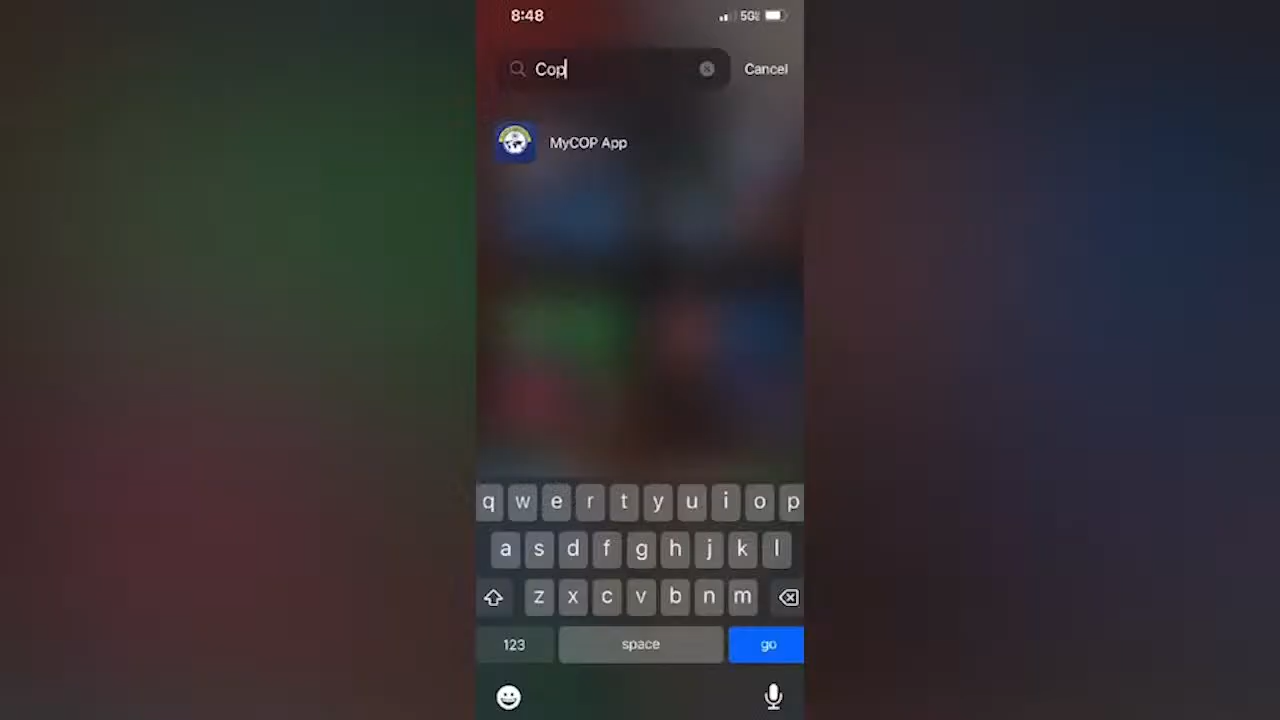 8:48 5G
Cop Cancel
MyCOP App
q w e r t y u i o p
a s d f g h j k l
z x c v b n m
123 space go